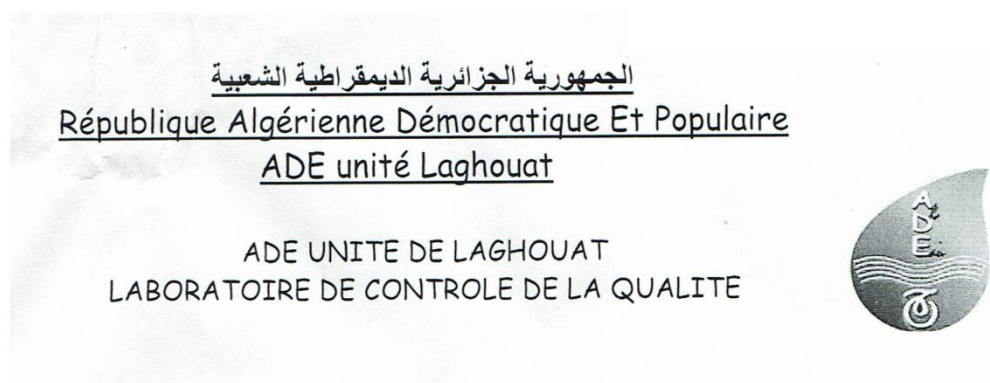 الجمهورية الجزائرية الديمقراطية الشعبية
République Algérienne Démocratique Et Populaire
ADE unité Laghouat
ADE UNITE DE LAGHOUAT
LABORATOIRE DE CONTROLE DE LA QUALITE
ADE